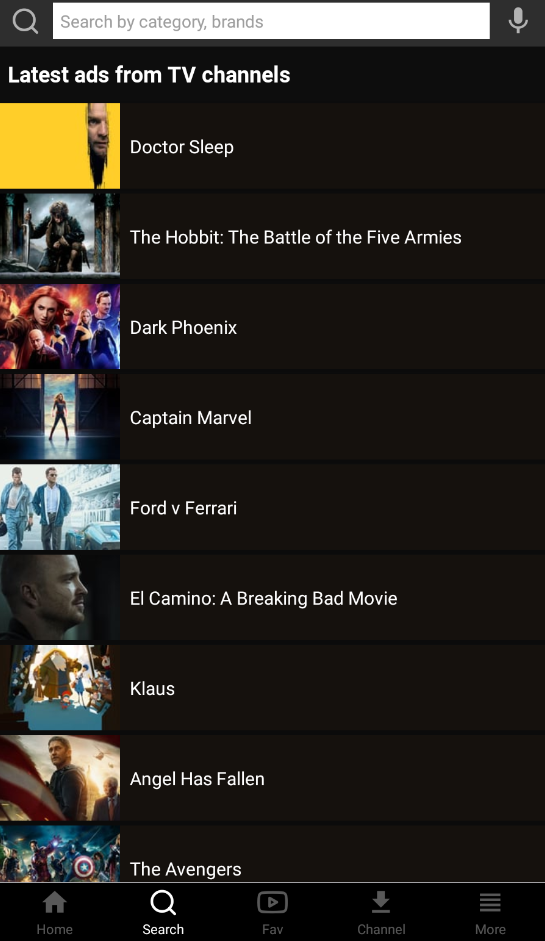 Search by category, brands
Latest ads from TV channels
Doctor Sleep
The Hobbit: The Battle of the Five Armies
Dark Phoenix
Captain Marvel
Ford v Ferrari
El Camino: A Breaking Bad Movie
Klaus
Angel Has Fallen
The Avengers
Home
Search
Fav
Channel
More